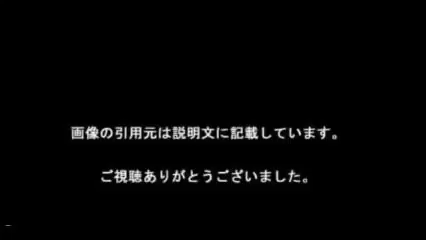 画像の引用元は説明文に記載しています。
ご視聴ありがとうございました。